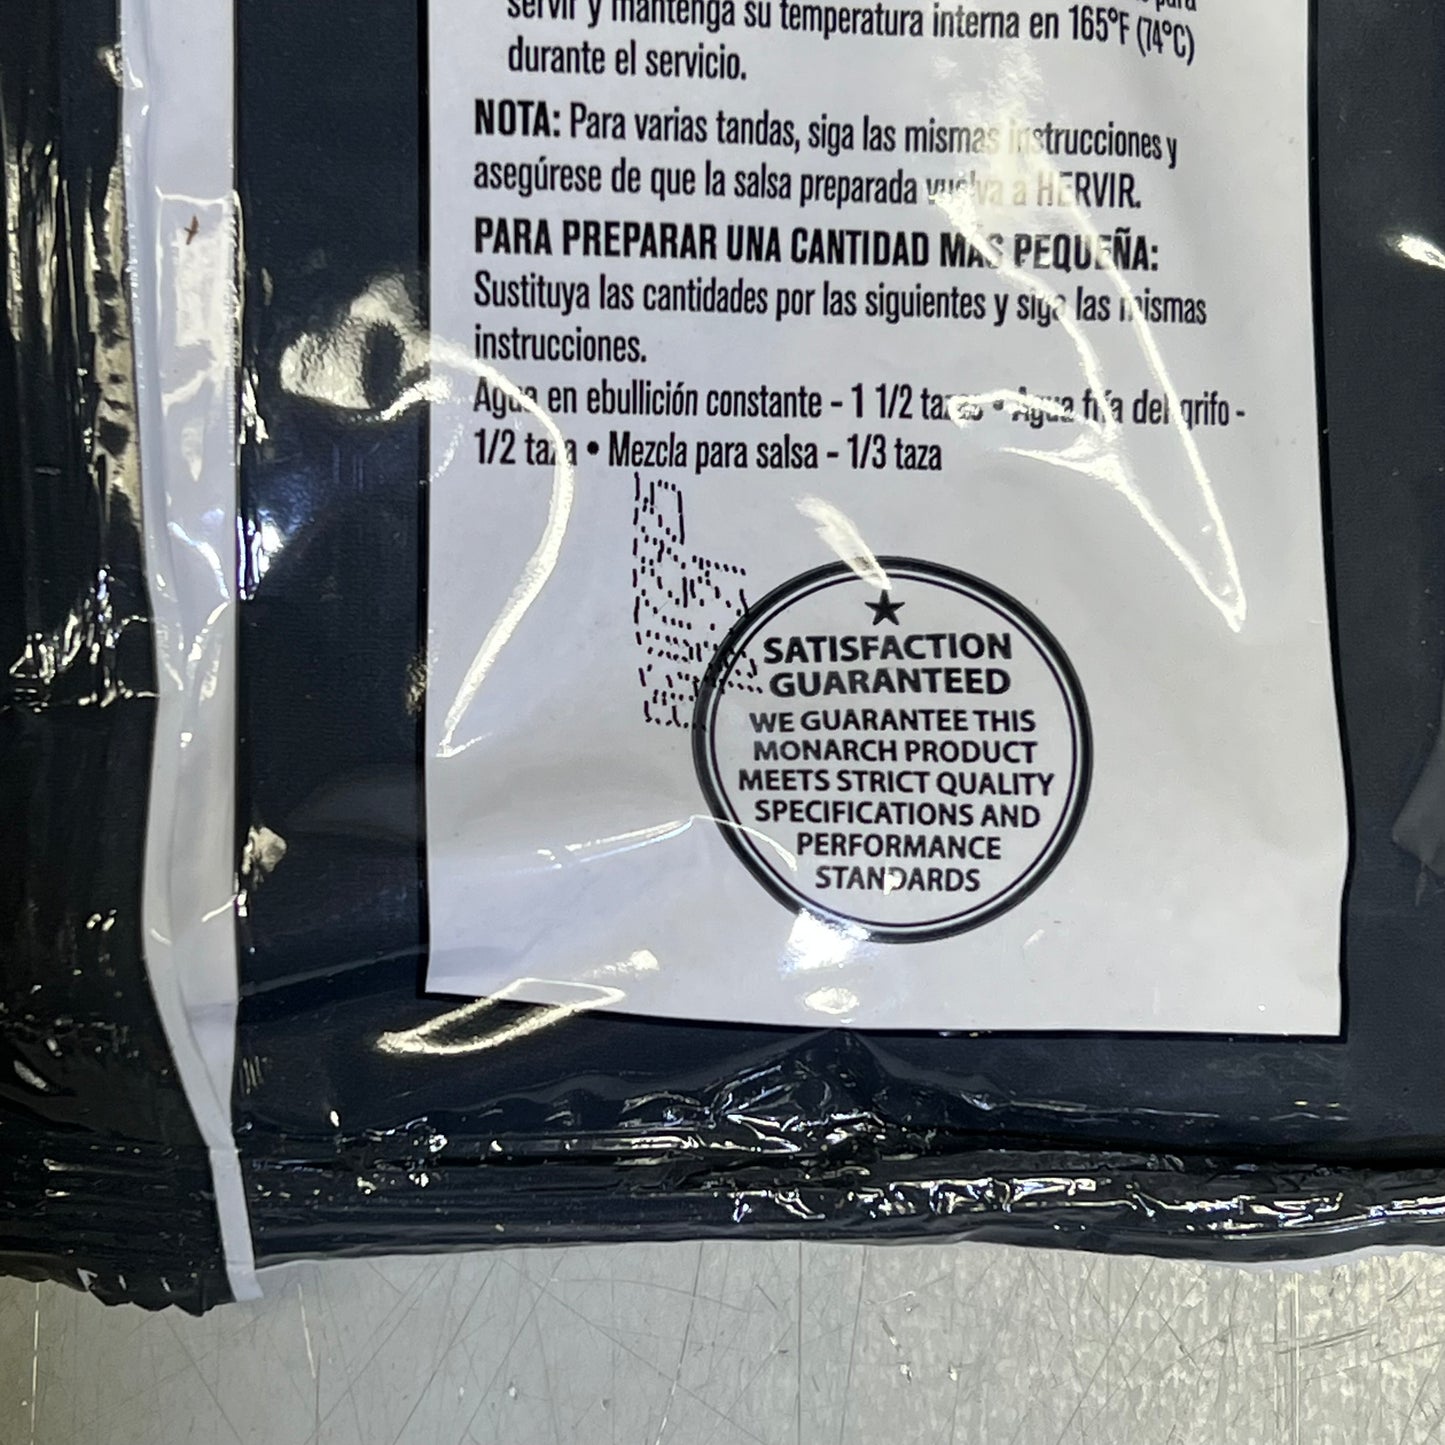 servir y mantenga su temperatura interna en 165°F (74°C)
durante el servicio.
NOTA: Para varias tandas, siga las mismas instrucciones y
asegúrese de que la salsa preparada vuelva a HERVIR.
PARA PREPARAR UNA CANTIDAD MÁS PEQUEÑA:
Sustituya las cantidades por las siguientes y siga las mismas
instrucciones.
Agua en ebullición constante - 1 1/2 tazas • Agua fría del grifo -
1/2 taza • Mezcla para salsa - 1/3 taza
SATISFACTION
GUARANTEED
WE GUARANTEE THIS
MONARCH PRODUCT
MEETS STRICT QUALITY
SPECIFICATIONS AND
PERFORMANCE
STANDARDS